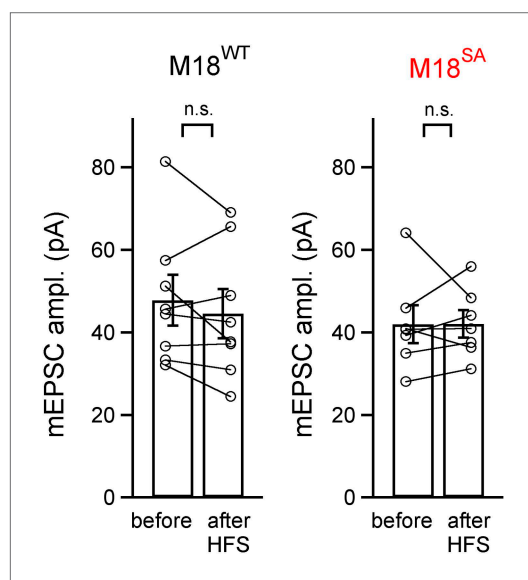 M18^WT
n.s.
mEPSC ampl. (pA)
80
60
40
20
0
before
after
HFS
M18^SA
n.s.
mEPSC ampl. (pA)
80
60
40
20
0
before
after
HFS